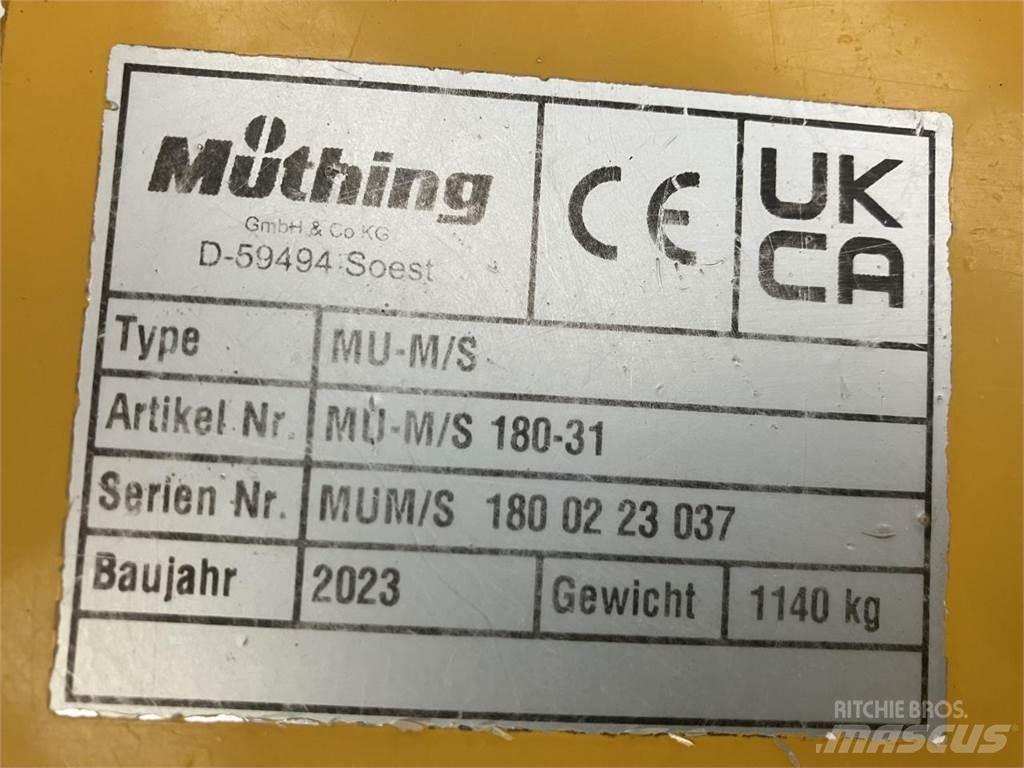 Müthing
GmbH & Co KG
D-59494 Soest
CE
UK
CA
Type MU-M/S
Artikel Nr. MU-M/S 180-31
Serien Nr. MUM/S 180 02 23 037
Baujahr 2023 Gewicht 1140 kg
RITCHIE BROS.
MASCUS